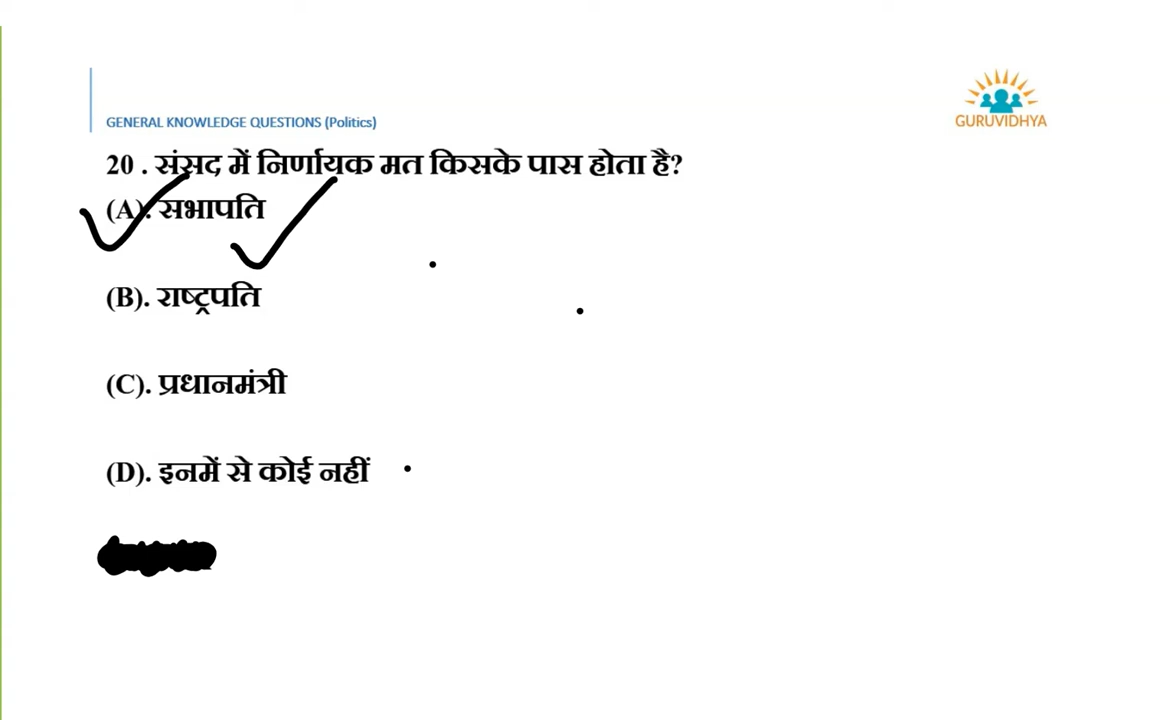 GURUVIDHYA
GENERAL KNOWLEDGE QUESTIONS (Politics)
20 . संसद में निर्णायक मत किसके पास होता है?
(A). सभापति
(B). राष्ट्रपति
(C). प्रधानमंत्री
(D). इनमें से कोई नहीं